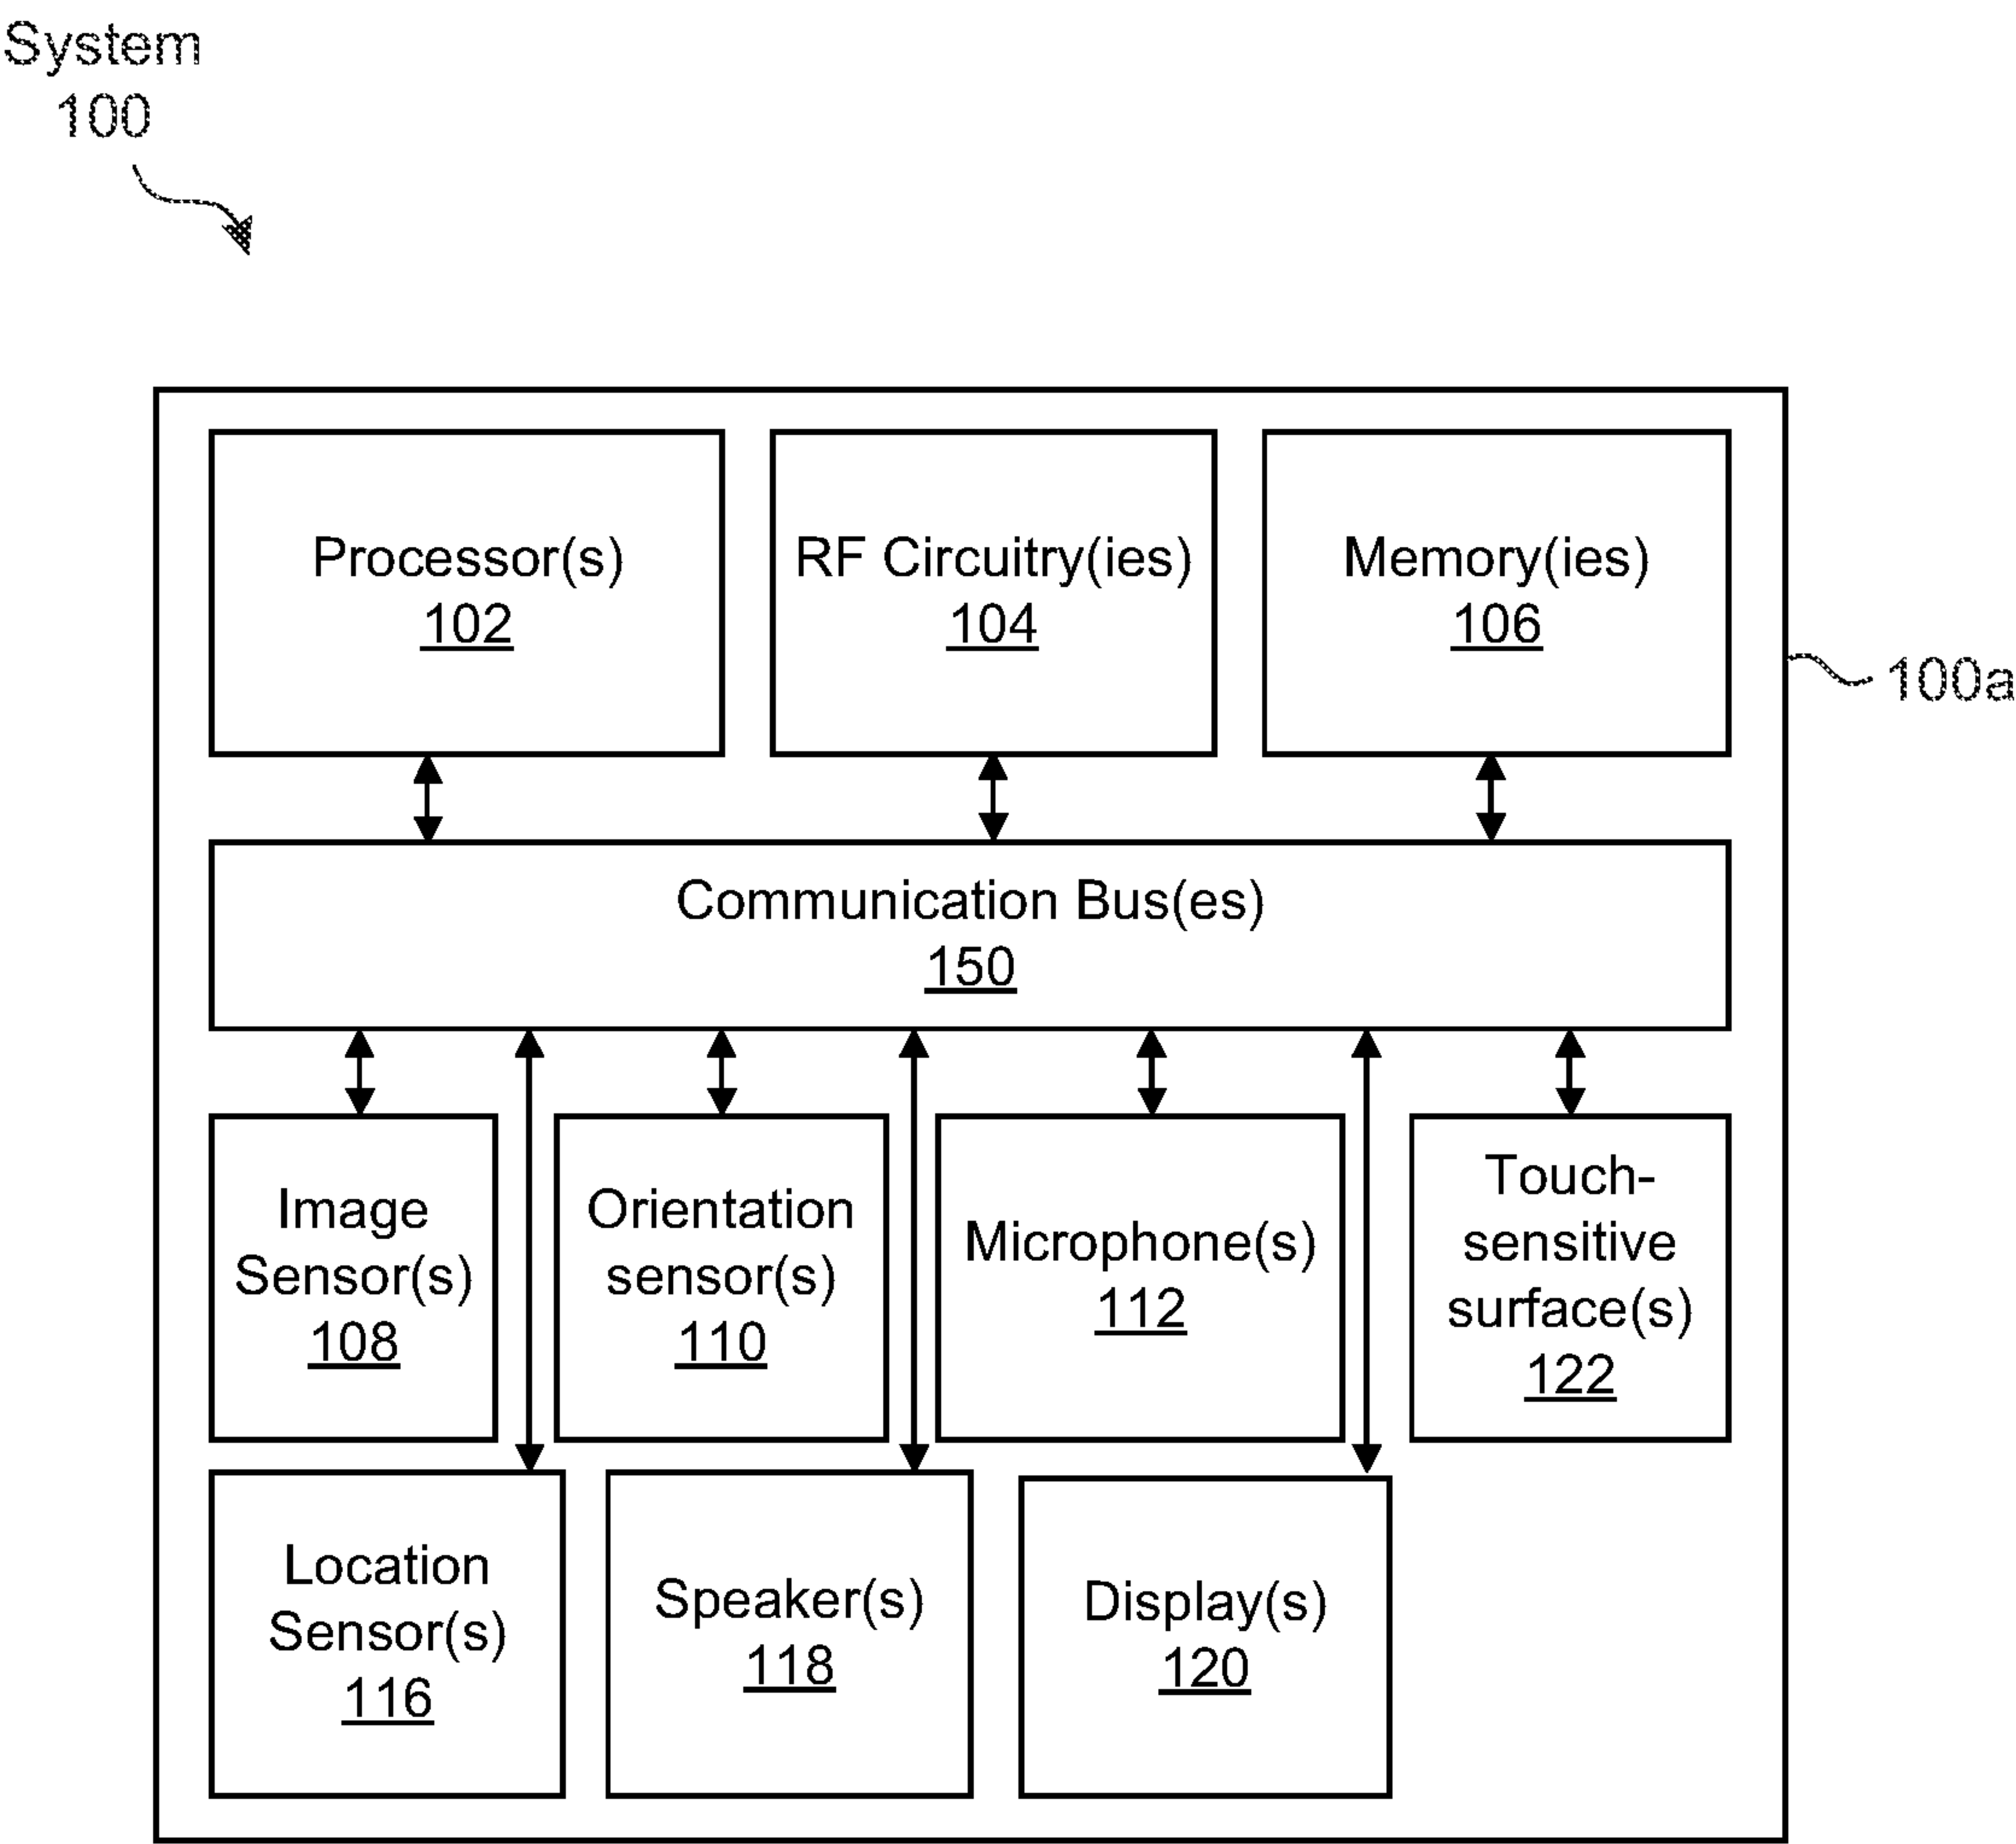 System
100
Processor(s)
102
RF Circuitry(ies)
104
Memory(ies)
106
100a
Communication Bus(es)
150
Image
Sensor(s)
108
Orientation
sensor(s)
110
Microphone(s)
112
Touch-
sensitive
surface(s)
122
Location
Sensor(s)
116
Speaker(s)
118
Display(s)
120